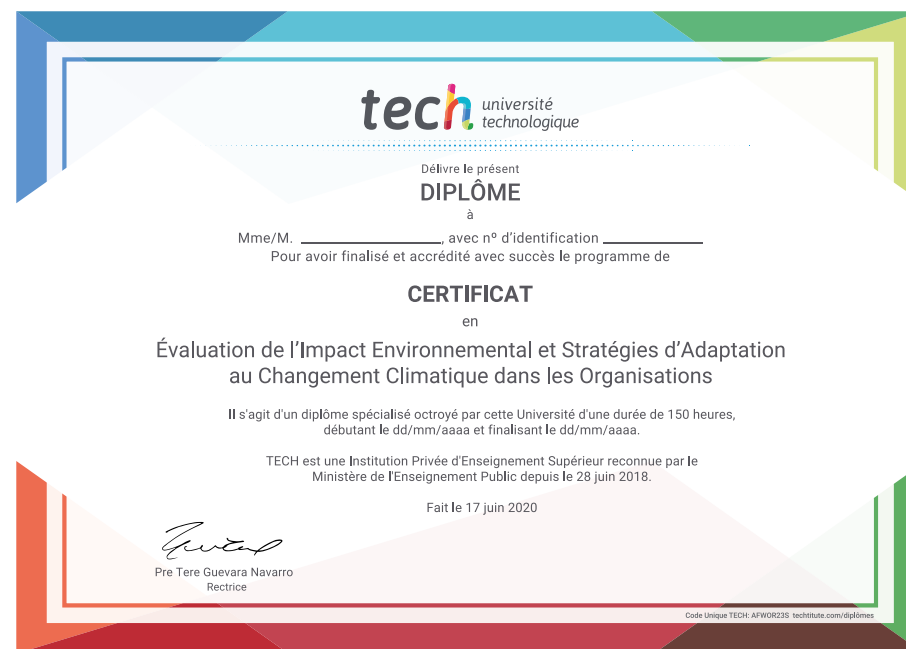 tech université
technologique
Délivre le présent
DIPLÔME
à
Mme/M. ____________________, avec nº d'identification ______________
Pour avoir finalisé et accrédité avec succès le programme de
CERTIFICAT
en
Évaluation de l'Impact Environnemental et Stratégies d'Adaptation
au Changement Climatique dans les Organisations
Il s'agit d'un diplôme spécialisé octroyé par cette Université d'une durée de 150 heures,
débutant le dd/mm/aaaa et finalisant le dd/mm/aaaa.
TECH est une Institution Privée d'Enseignement Supérieur reconnue par le
Ministère de l'Enseignement Public depuis le 28 juin 2018.
Fait le 17 juin 2020
Pre Tere Guevara Navarro
Rectrice
Code Unique TECH: AFWOR23S techtitute.com/diplômes